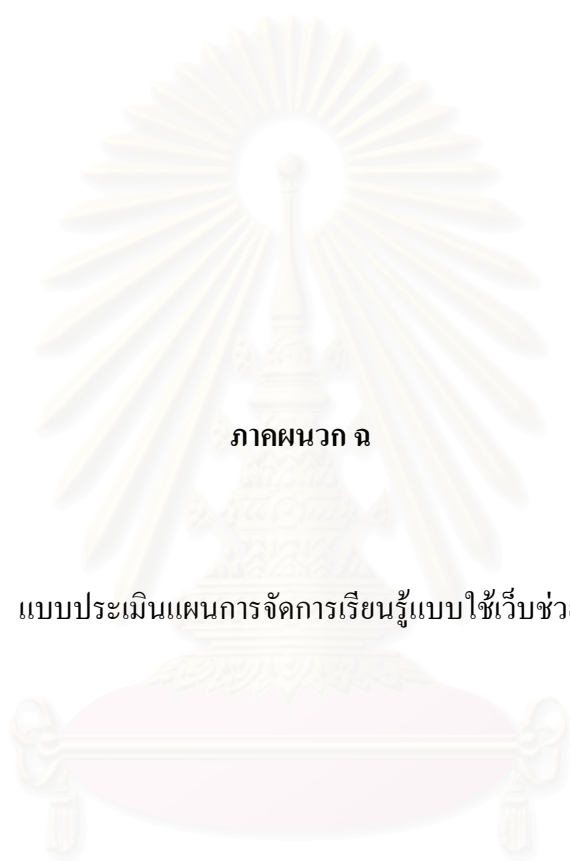 ภาคผนวก ฉ
แบบประเมินแผนการจัดการเรียนรู้แบบใช้เว็บ